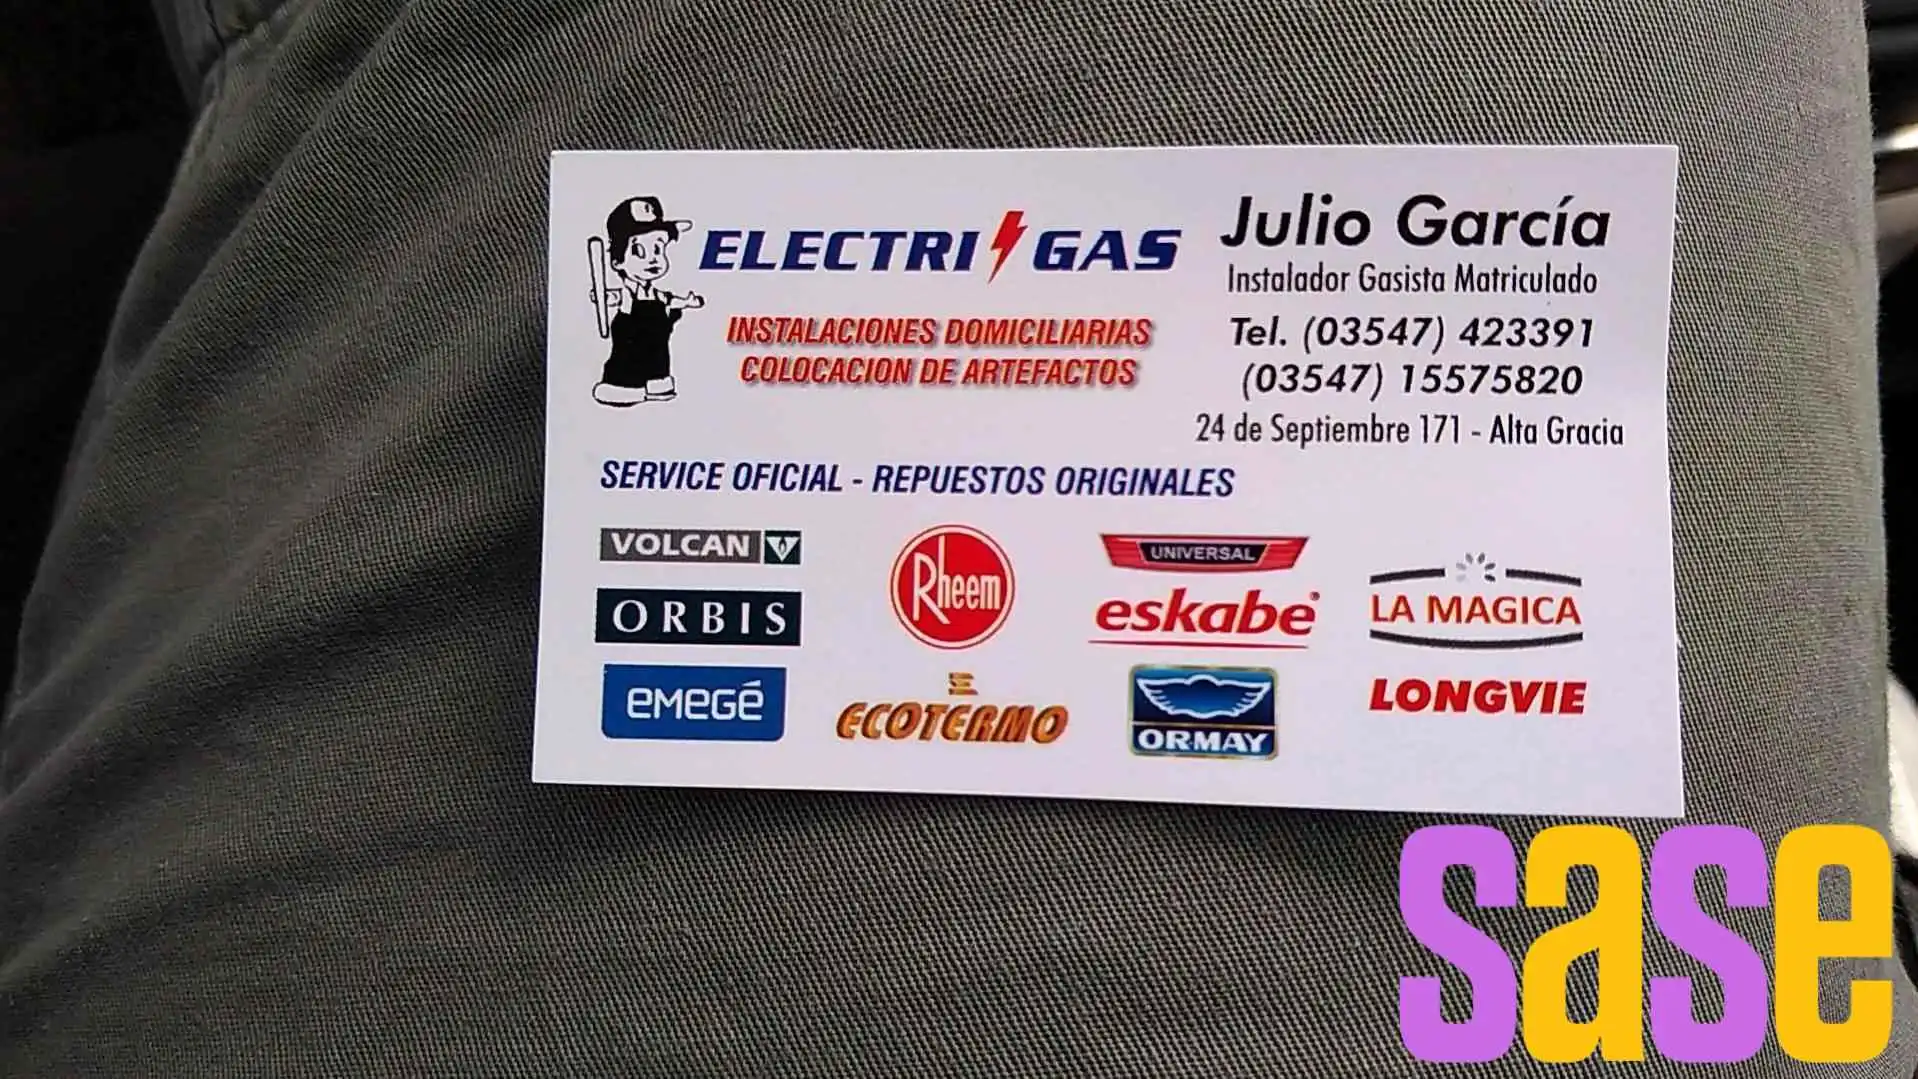 ELECTRI GAS
INSTALACIONES DOMICILIARIAS
COLOCACION DE ARTEFACTOS
Julio García
Instalador Gasista Matriculado
Tel. (03547) 423391
(03547) 15575820
24 de Septiembre 171 - Alta Gracia
SERVICE OFICIAL - REPUESTOS ORIGINALES
VOLCAN
Rheem
UNIVERSAL
eskabe®
LA MAGICA
ORBIS
EMEGÉ
ECOTERMO
ORMAY
LONGVIE
sase